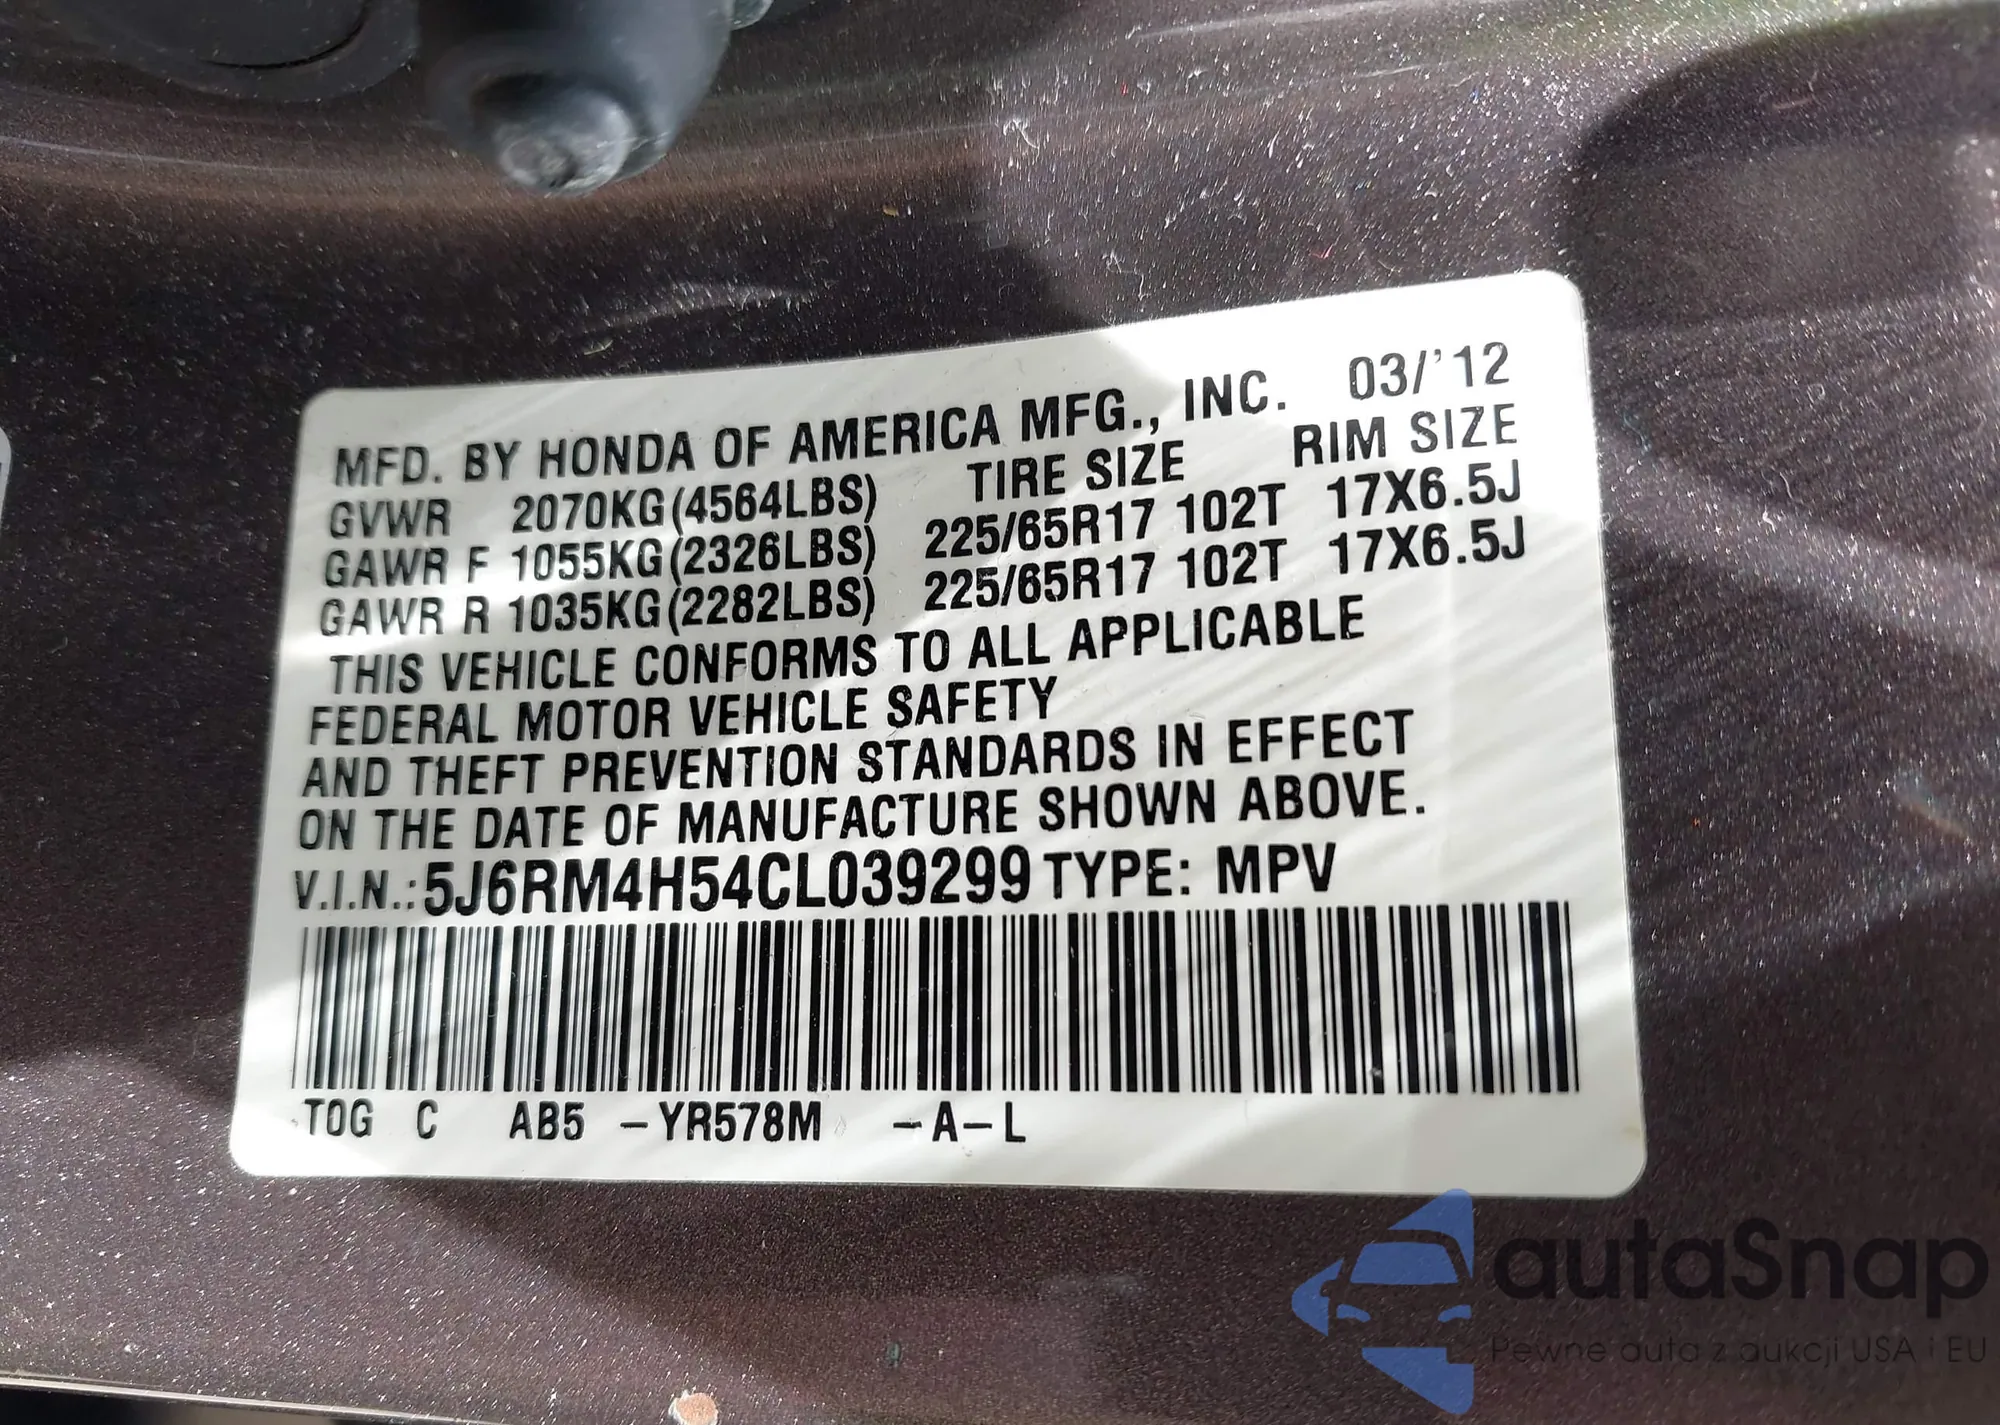 MFD. BY HONDA OF AMERICA MFG., INC. 03/'12
GVWR 2070KG(4564LBS) TIRE SIZE RIM SIZE
GAWR F 1055KG(2326LBS) 225/65R17 102T 17X6.5J
GAWR R 1035KG(2282LBS) 225/65R17 102T 17X6.5J
THIS VEHICLE CONFORMS TO ALL APPLICABLE
FEDERAL MOTOR VEHICLE SAFETY
AND THEFT PREVENTION STANDARDS IN EFFECT
ON THE DATE OF MANUFACTURE SHOWN ABOVE.
V.I.N.:5J6RM4H54CL039299 TYPE: MPV
T0G C AB5 -YR578M -A-L
autaSnap
Pewne auta z aukcji USA i EU